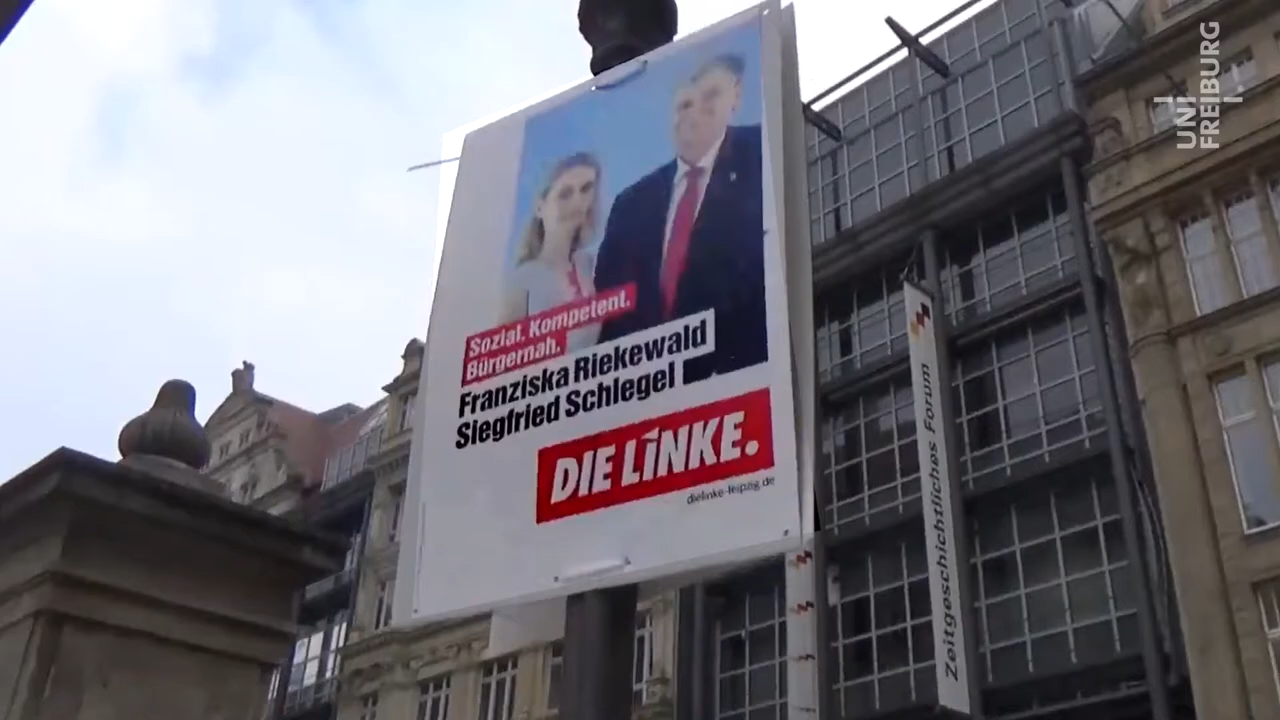 UNI
FREIBURG
Sozial. Kompetent.
Bürgernah.
Franziska Riekewald
Siegfried Schlegel
DIE LINKE.
dielinke-leipzig.de
Zeitgeschichtliches Forum